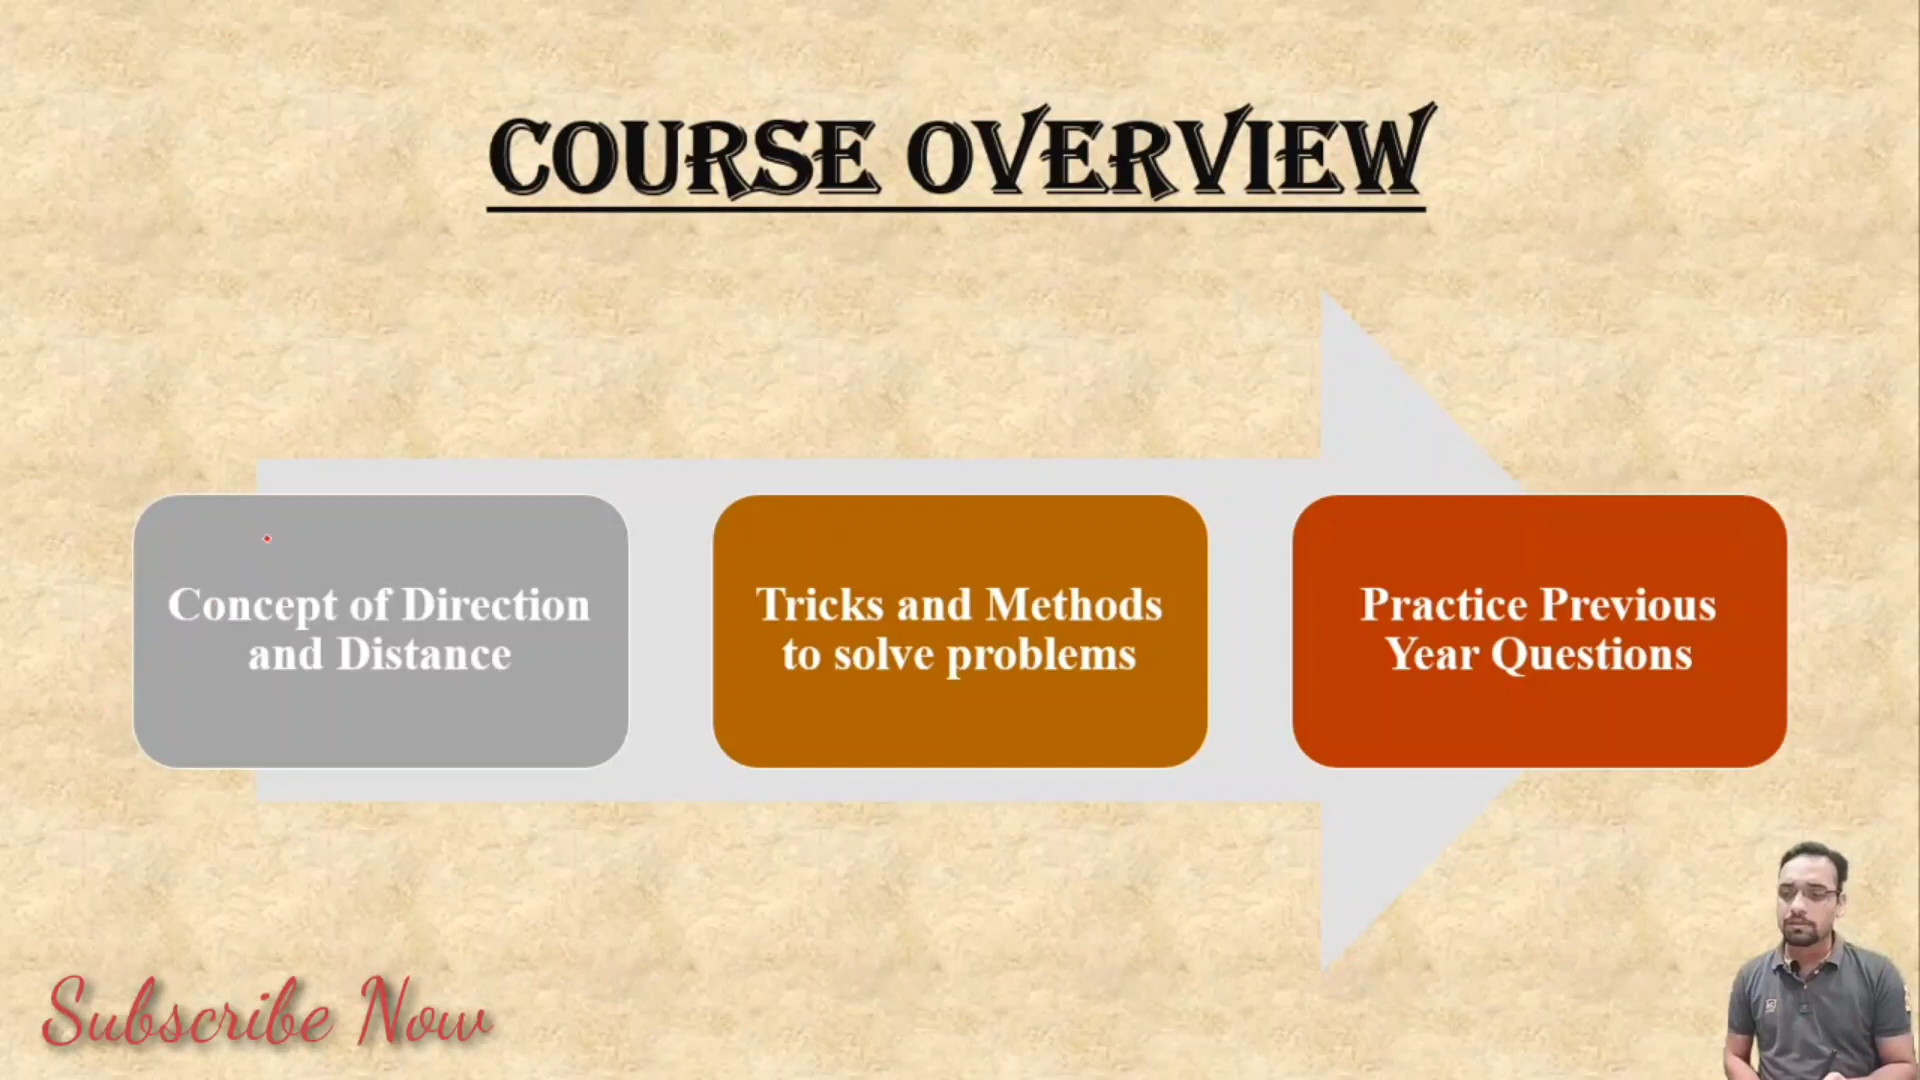 COURSE OVERVIEW
Concept of Direction
and Distance
Tricks and Methods
to solve problems
Practice Previous
Year Questions
Subscribe Now